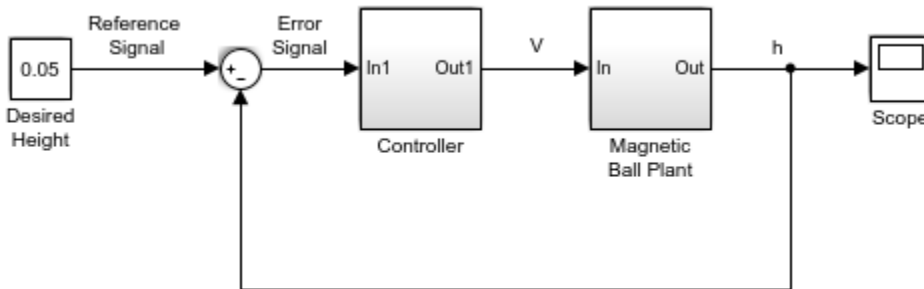 Reference
Signal
Error
Signal
0.05
Desired
Height
+
−
In1
Out1
Controller
V
In
Out
Magnetic
Ball Plant
h
Scope